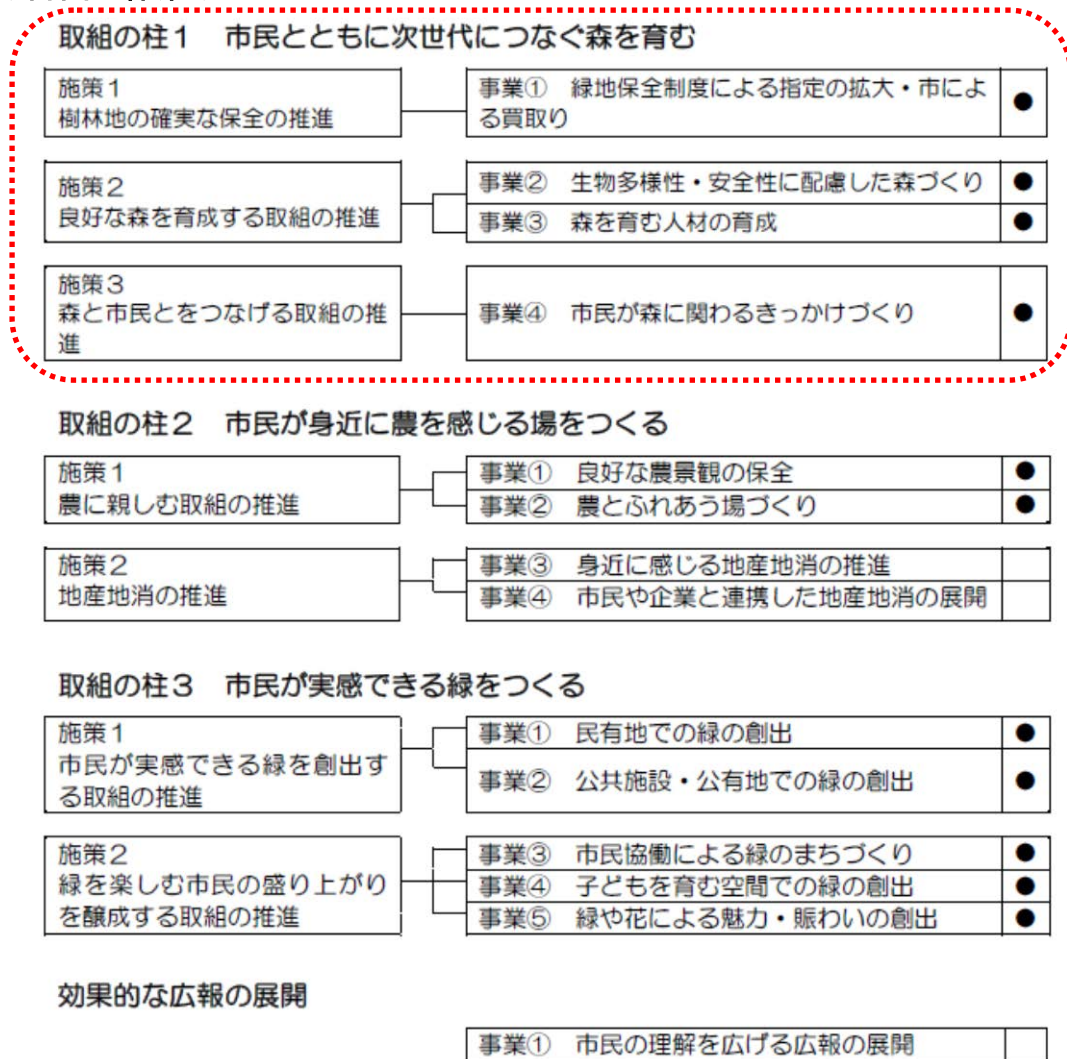 取組の柱1　市民とともに次世代につなぐ森を育む
施策1
樹林地の確実な保全の推進
事業①　緑地保全制度による指定の拡大・市によ
る買取り
●
施策2
良好な森を育成する取組の推進
事業②　生物多様性・安全性に配慮した森づくり
●
事業③　森を育む人材の育成
●
施策3
森と市民とをつなげる取組の推
進
事業④　市民が森に関わるきっかけづくり
●
取組の柱2　市民が身近に農を感じる場をつくる
施策1
農に親しむ取組の推進
事業①　良好な農景観の保全
●
事業②　農とふれあう場づくり
●
施策2
地産地消の推進
事業③　身近に感じる地産地消の推進
事業④　市民や企業と連携した地産地消の展開
取組の柱3　市民が実感できる緑をつくる
施策1
市民が実感できる緑を創出す
る取組の推進
事業①　民有地での緑の創出
●
事業②　公共施設・公有地での緑の創出
●
施策2
緑を楽しむ市民の盛り上がり
を醸成する取組の推進
事業③　市民協働による緑のまちづくり
●
事業④　子どもを育む空間での緑の創出
●
事業⑤　緑や花による魅力・賑わいの創出
●
効果的な広報の展開
事業①　市民の理解を広げる広報の展開